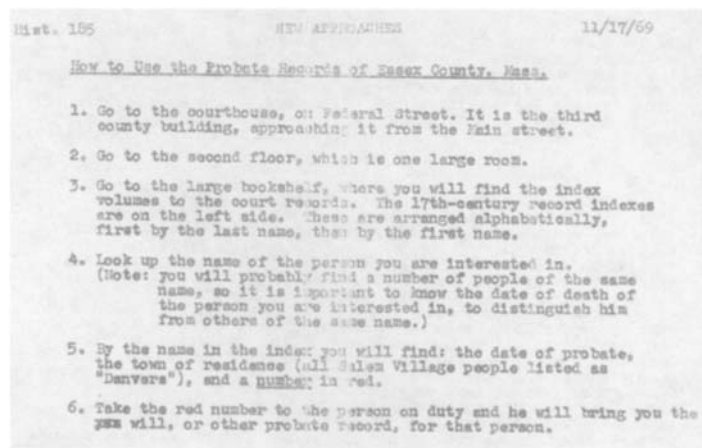 Hist. 185 NEW APPROACHES 11/17/69
How to Use the Probate Records of Essex County, Mass.
1. Go to the courthouse, on Federal Street. It is the third
county building, approaching it from the Main street.
2. Go to the second floor, which is one large room.
3. Go to the large bookshelf, where you will find the index
volumes to the court records. The 17th-century record indexes
are on the left side. These are arranged alphabetically,
first by the last name, then by the first name.
4. Look up the name of the person you are interested in.
(Note: you will probably find a number of people of the same
name, so it is important to know the date of death of
the person you are interested in, to distinguish him
from others of the same name.)
5. By the name in the index you will find: the date of probate,
the town of residence (all Salem Village people listed as
"Danvers"), and a number in red.
6. Take the red number to the person on duty and he will bring you the
will, or other probate record, for that person.